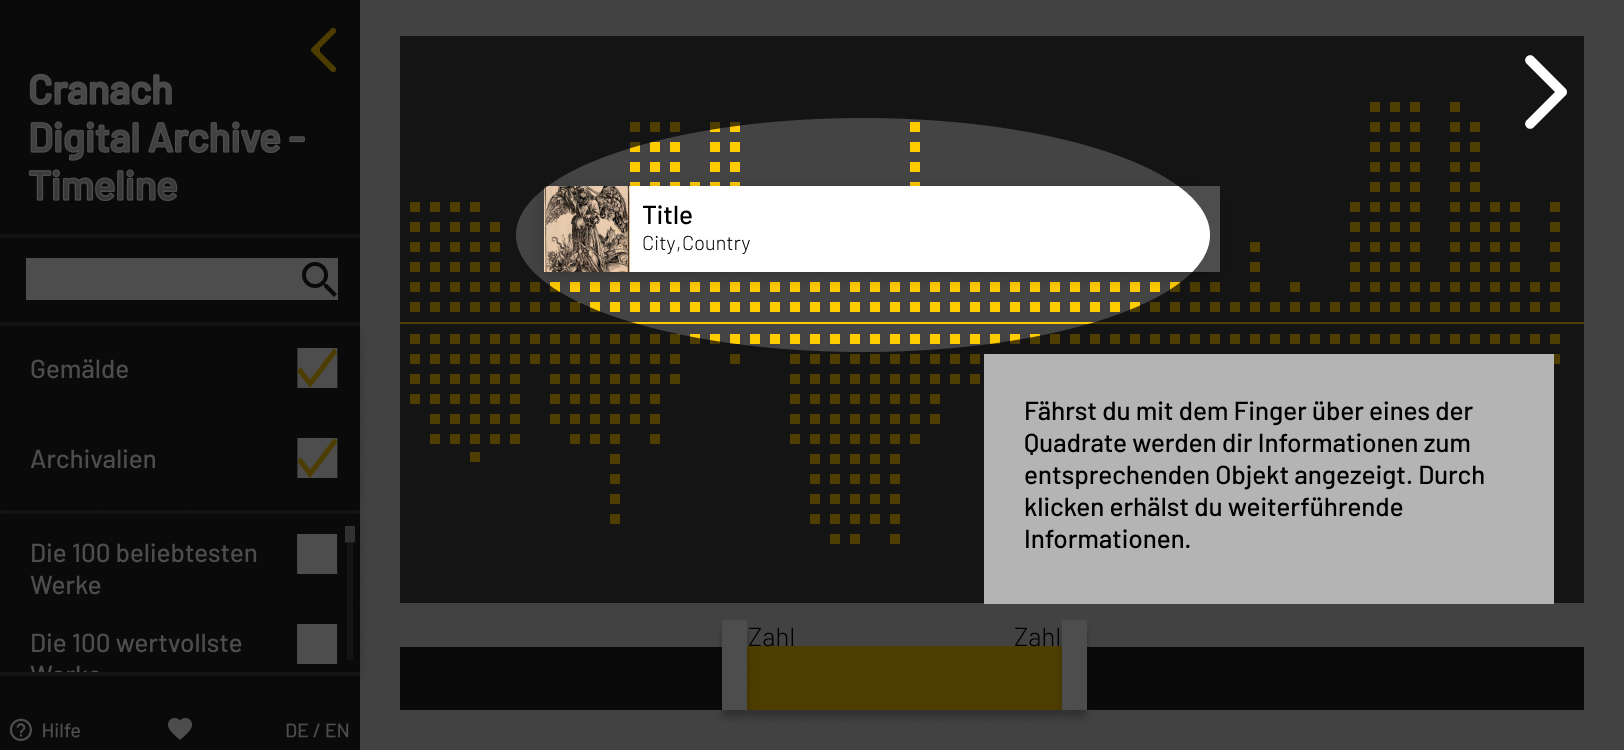 Cranach
Digital Archive -
Timeline
Gemälde
Archivalien
Die 100 beliebtesten
Werke
Die 100 wertvollste
Werke
Hilfe
DE / EN
Title
City,Country
Fährst du mit dem Finger über eines der
Quadrate werden dir Informationen zum
entsprechenden Objekt angezeigt. Durch
klicken erhälst du weiterführende
Informationen.
Zahl
Zahl